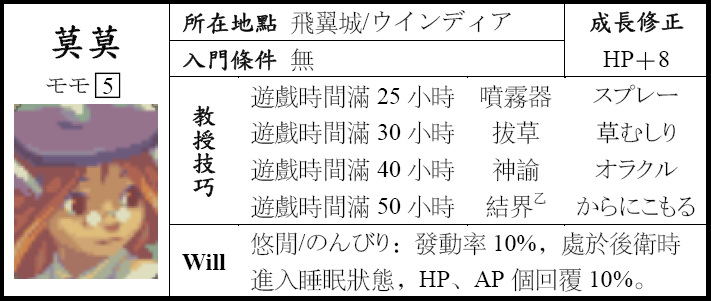 莫莫
モモ 5
所在地點 飛翼城/ウインディア
入門條件 無
成長修正
HP＋8
教授技巧
遊戲時間滿 25 小時 噴霧器 スプレー
遊戲時間滿 30 小時 拔草 草むしり
遊戲時間滿 40 小時 神諭 オラクル
遊戲時間滿 50 小時 結界乙 からにこもる
Will
悠閒/のんびり：發動率 10%，處於後衛時
進入睡眠狀態，HP、AP 個回覆 10%。